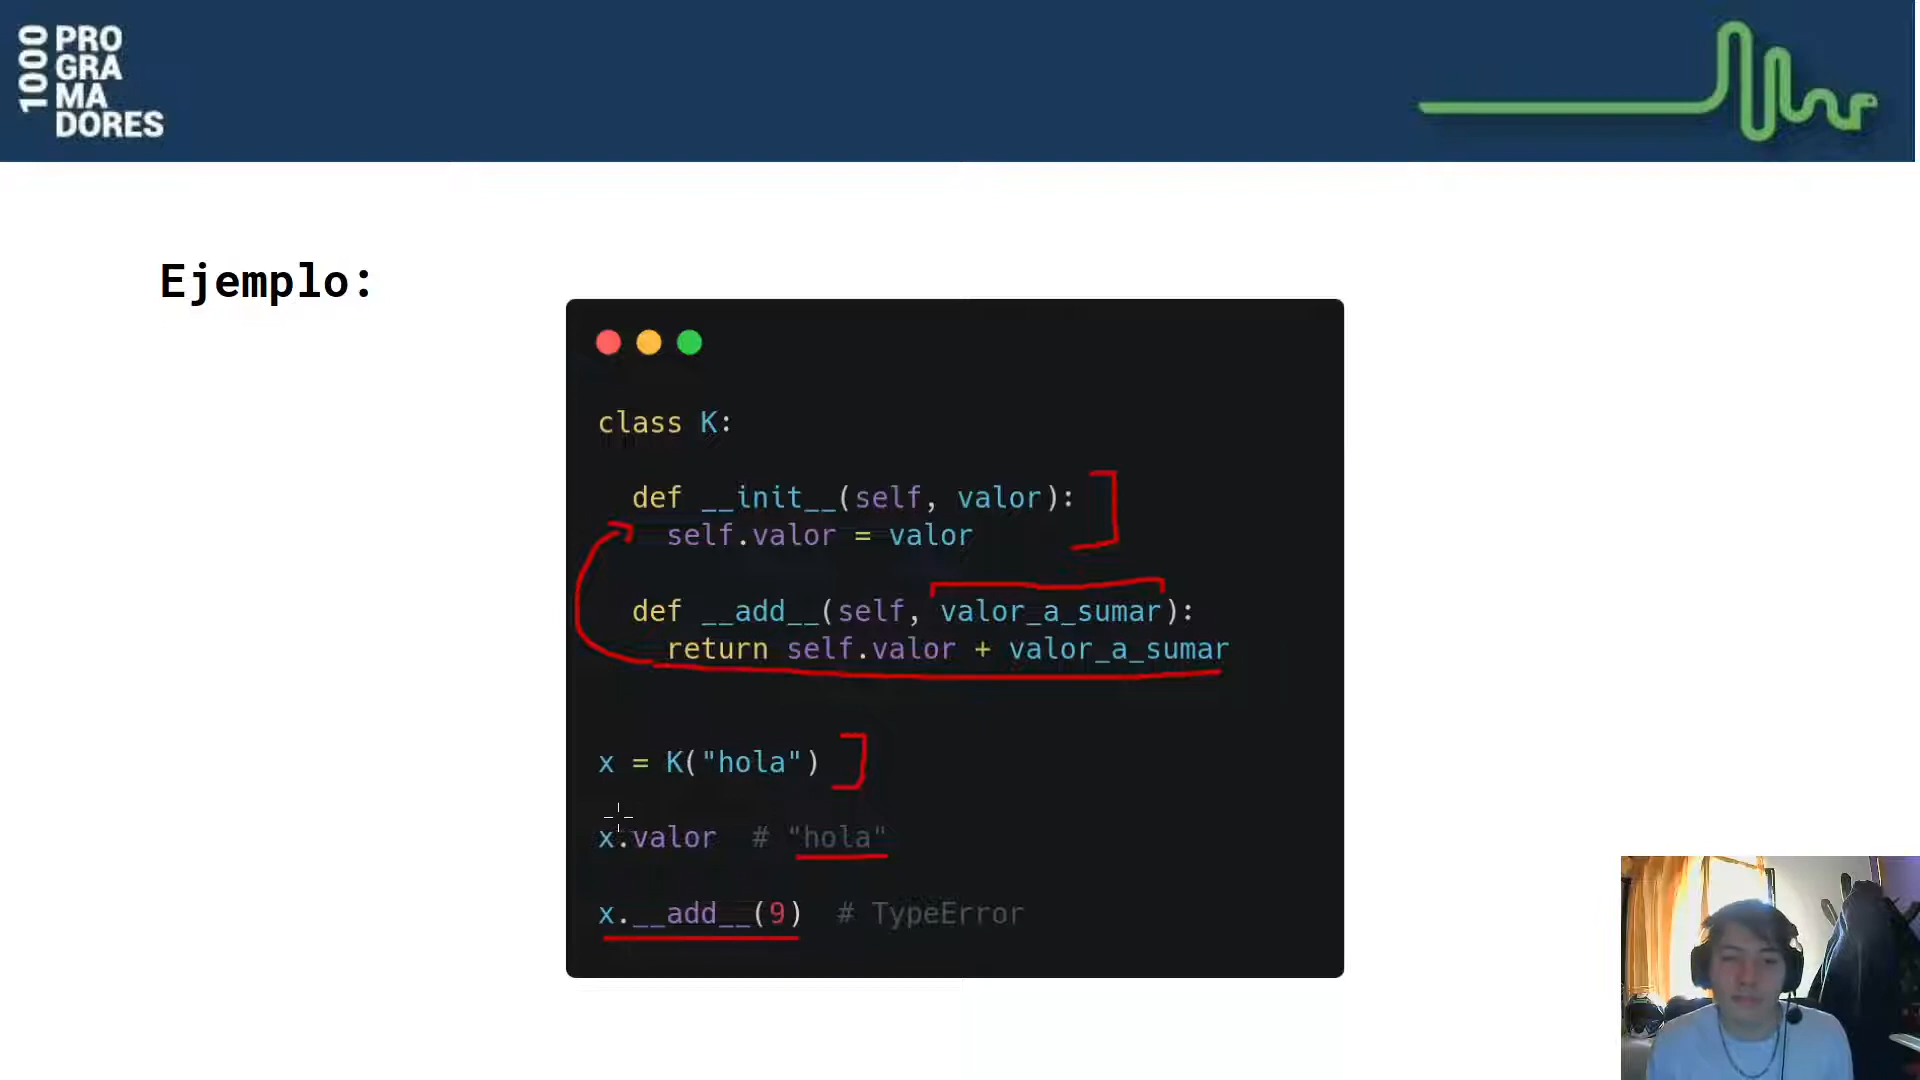 1000
PRO
GRA
MA
DORES
Ejemplo:
class K:
def __init__(self, valor):
self.valor = valor
def __add__(self, valor_a_sumar):
return self.valor + valor_a_sumar
x = K("hola")
x.valor # "hola"
x.__add__(9) # TypeError